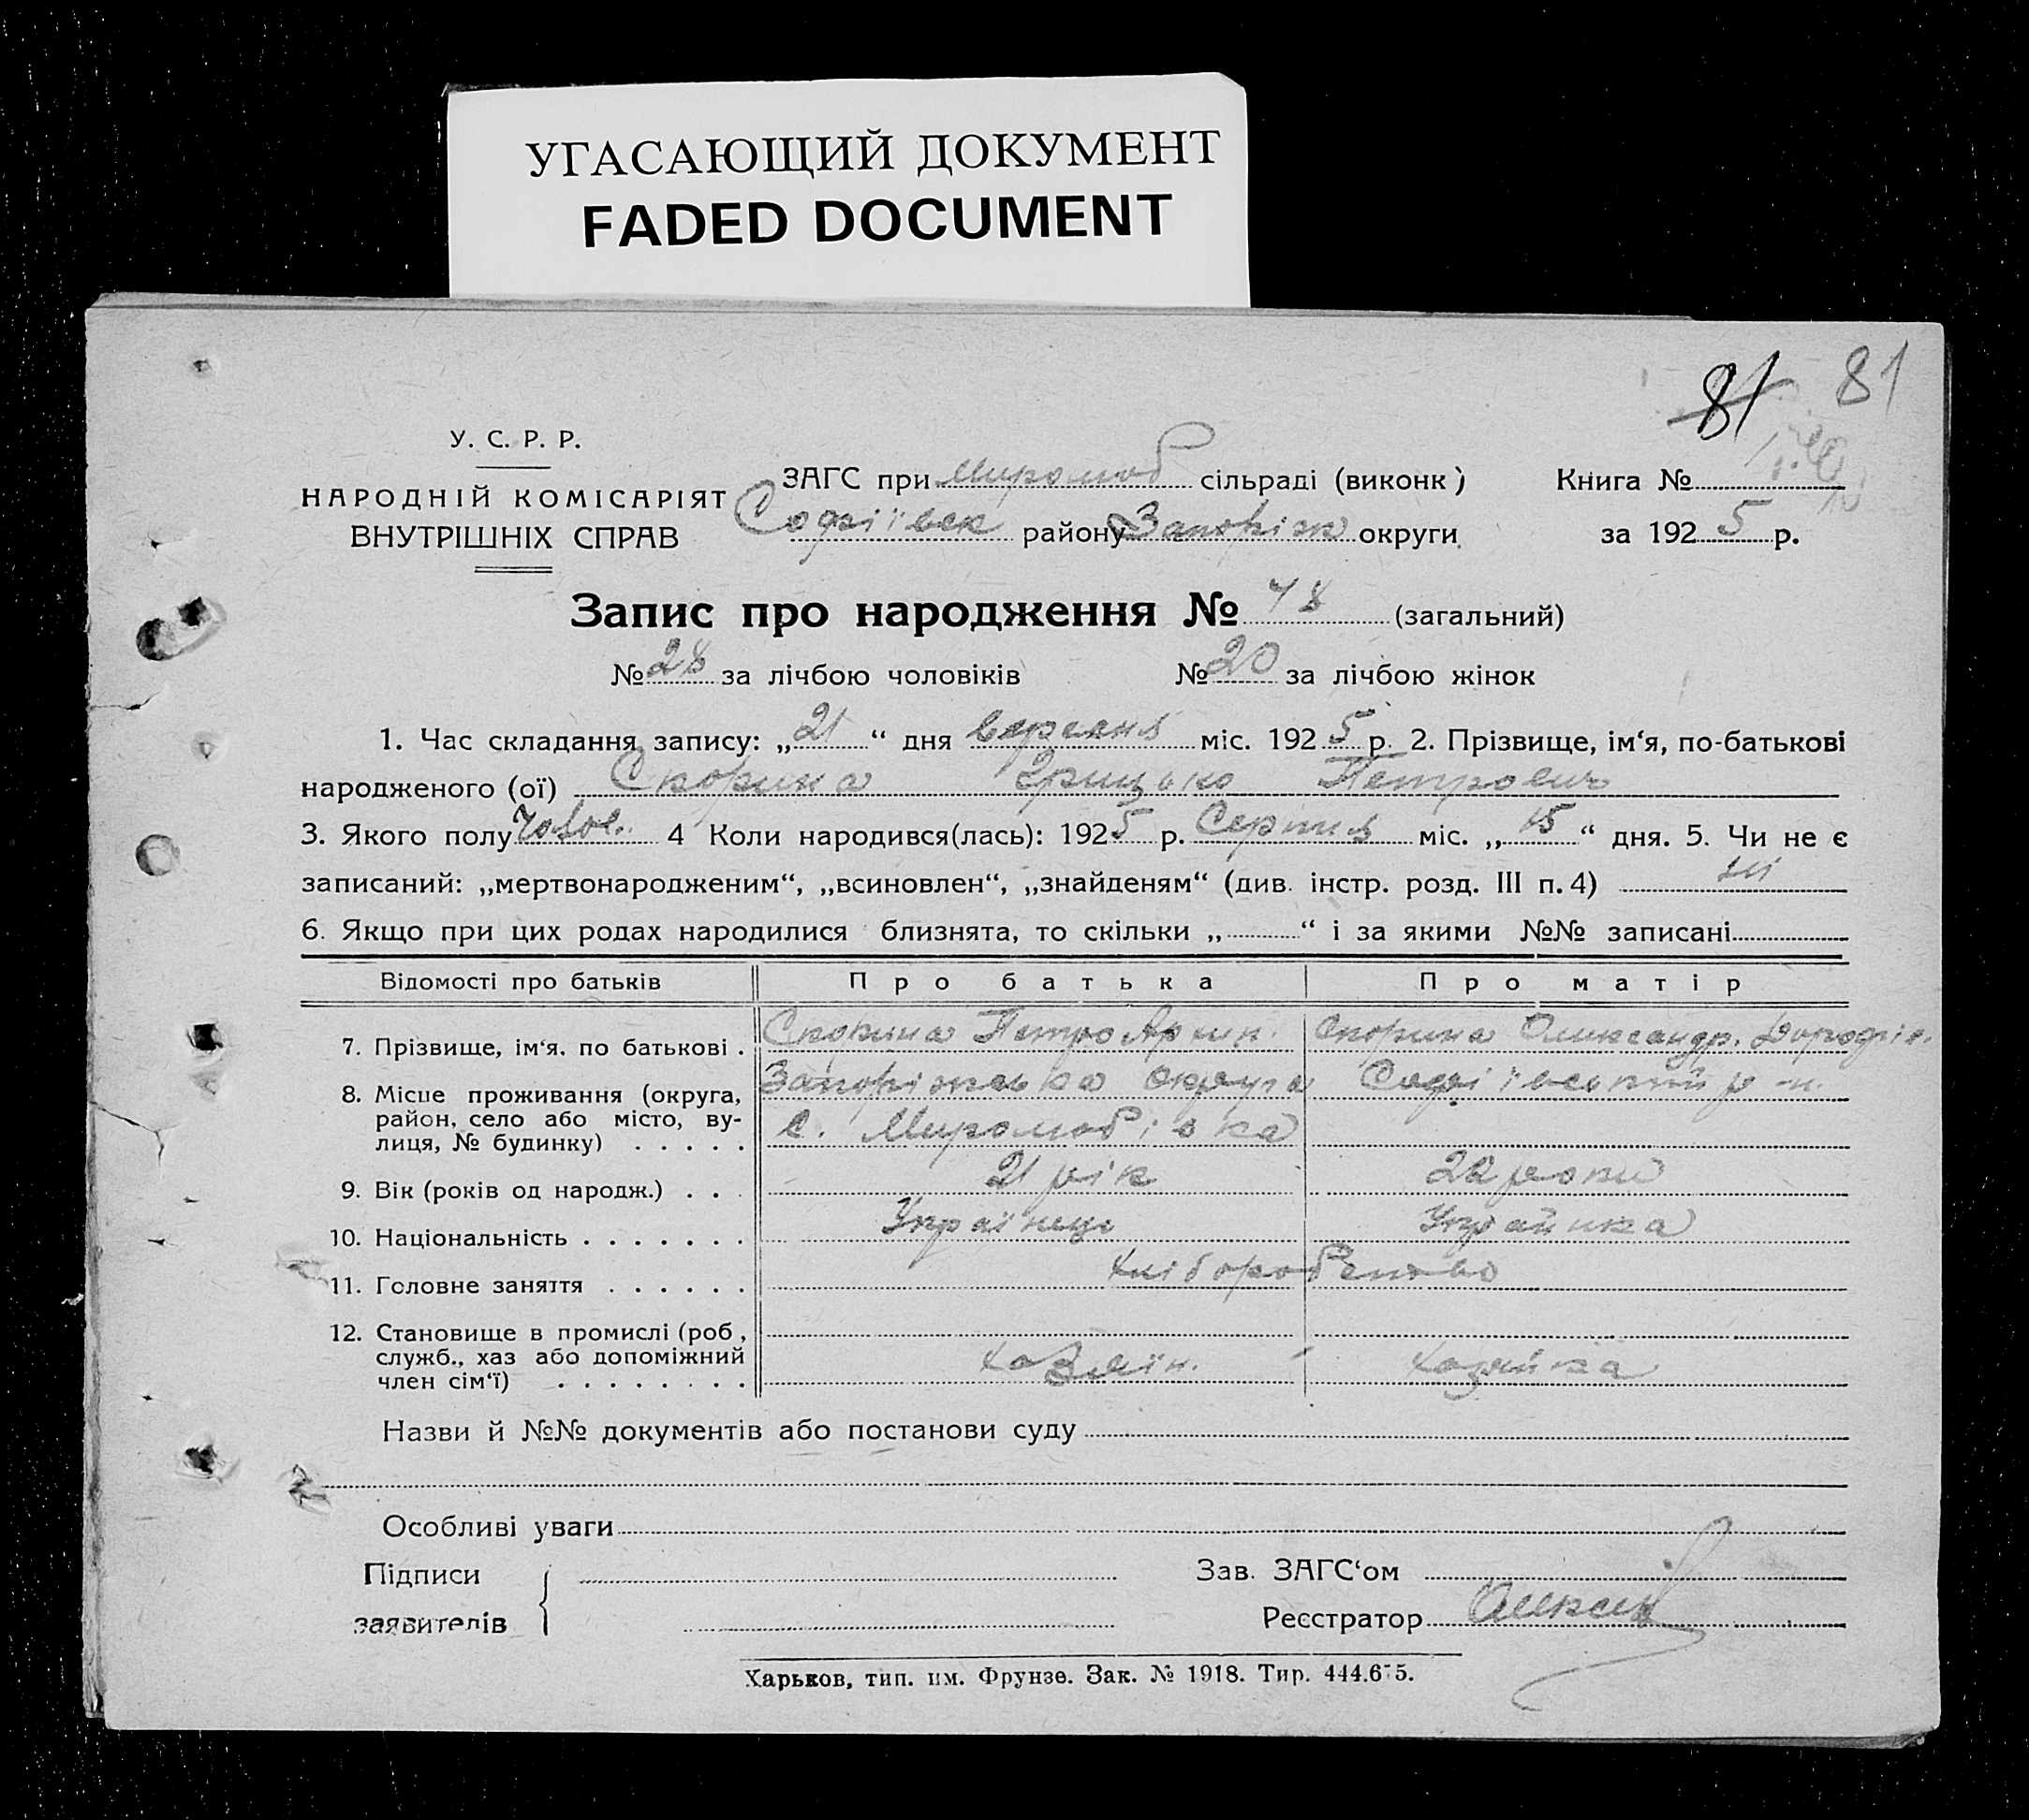 УГАСАЮЩИЙ ДОКУМЕНТ
FADED DOCUMENT
81 81
У. С. Р. Р.
НАРОДНІЙ КОМІСАРІЯТ
ВНУТРІШНІХ СПРАВ
ЗАГС при Миролюб сільраді (виконк)
Софіївськ району Запоріж округи
Книга №
за 1925 р.
Запис про народження № 48 (загальний)
№ 28 за лічбою чоловіків № 20 за лічбою жінок
1. Час складання запису: „21“ дня вересня міс. 1925 р. 2. Прізвище, ім‘я, по-батькові
народженого (ої) Скорина Грицько Петрович
3. Якого полу Чолов. 4 Коли народився(лась): 1925 р. Серпня міс. „15“ дня. 5. Чи не є
записаний: „мертвонародженим“, „всиновлен“, „знайденям“ (див. інстр. розд. III п. 4) ні
6. Якщо при цих родах народилися близнята, то скільки „ “ і за якими №№ записані
Відомості про батьків Про батька Про матір
7. Прізвище, ім‘я, по батькові . Скорина Петро Скорина Олександр. Дорофіє.
8. Місце проживання (округа, Запоріжська округа Софіївський р-н.
район, село або місто, ву-
лиця, № будинку) . . . . . с. Миролюбівка
9. Вік (років од народж.) . . . 21 рік 22 роки
10. Національність . . . . . . . Українець Українка
11. Головне заняття . . . . . . Хліборобство
12. Становище в промислі (роб,
служб., хаз або допоміжний Хазяїн. Хазяйка
член сім‘ї) . . . . . . . .
Назви й №№ документів або постанови суду
Особливі уваги
Підписи
заявителів
Зав. ЗАГС‘ом
Реєстратор
Харьков, тип. им. Фрунзе. Зак. № 1918. Тир. 444.675.